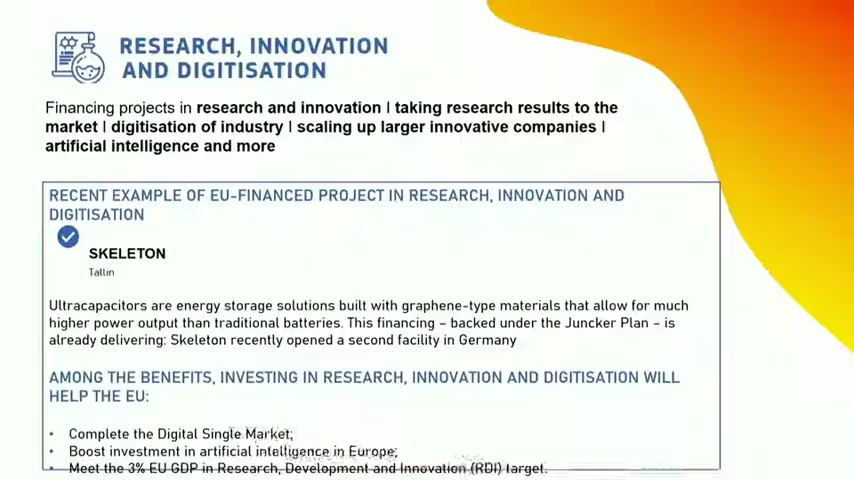 RESEARCH, INNOVATION
AND DIGITISATION
Financing projects in research and innovation I taking research results to the
market I digitisation of industry I scaling up larger innovative companies I
artificial intelligence and more
RECENT EXAMPLE OF EU-FINANCED PROJECT IN RESEARCH, INNOVATION AND
DIGITISATION
SKELETON
Tallin
Ultracapacitors are energy storage solutions built with graphene-type materials that allow for much
higher power output than traditional batteries. This financing – backed under the Juncker Plan – is
already delivering: Skeleton recently opened a second facility in Germany
AMONG THE BENEFITS, INVESTING IN RESEARCH, INNOVATION AND DIGITISATION WILL
HELP THE EU:
• Complete the Digital Single Market;
• Boost investment in artificial intelligence in Europe;
• Meet the 3% EU GDP in Research, Development and Innovation (RDI) target.